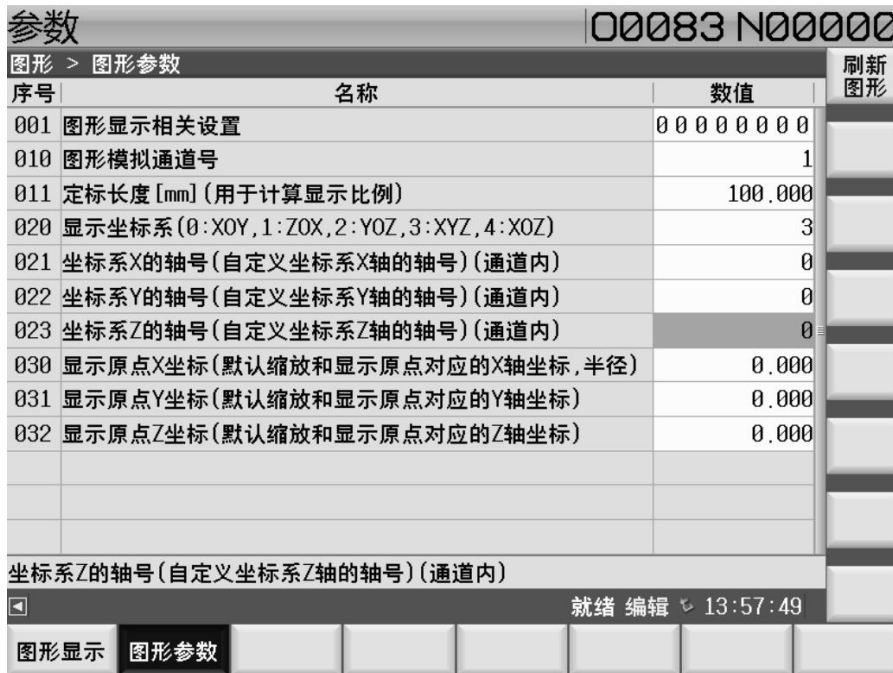 参数 O0083 N00000
图形 > 图形参数
刷新图形
序号 名称 数值
001 图形显示相关设置 0 0 0 0 0 0 0 0
010 图形模拟通道号 1
011 定标长度[mm](用于计算显示比例) 100.000
020 显示坐标系(0:XOY,1:ZOX,2:YOZ,3:XYZ,4:XOZ) 3
021 坐标系X的轴号(自定义坐标系X轴的轴号)(通道内) 0
022 坐标系Y的轴号(自定义坐标系Y轴的轴号)(通道内) 0
023 坐标系Z的轴号(自定义坐标系Z轴的轴号)(通道内) 0
030 显示原点X坐标(默认缩放和显示原点对应的X轴坐标,半径) 0.000
031 显示原点Y坐标(默认缩放和显示原点对应的Y轴坐标) 0.000
032 显示原点Z坐标(默认缩放和显示原点对应的Z轴坐标) 0.000
坐标系Z的轴号(自定义坐标系Z轴的轴号)(通道内)
就绪 编辑 13:57:49
图形显示 图形参数